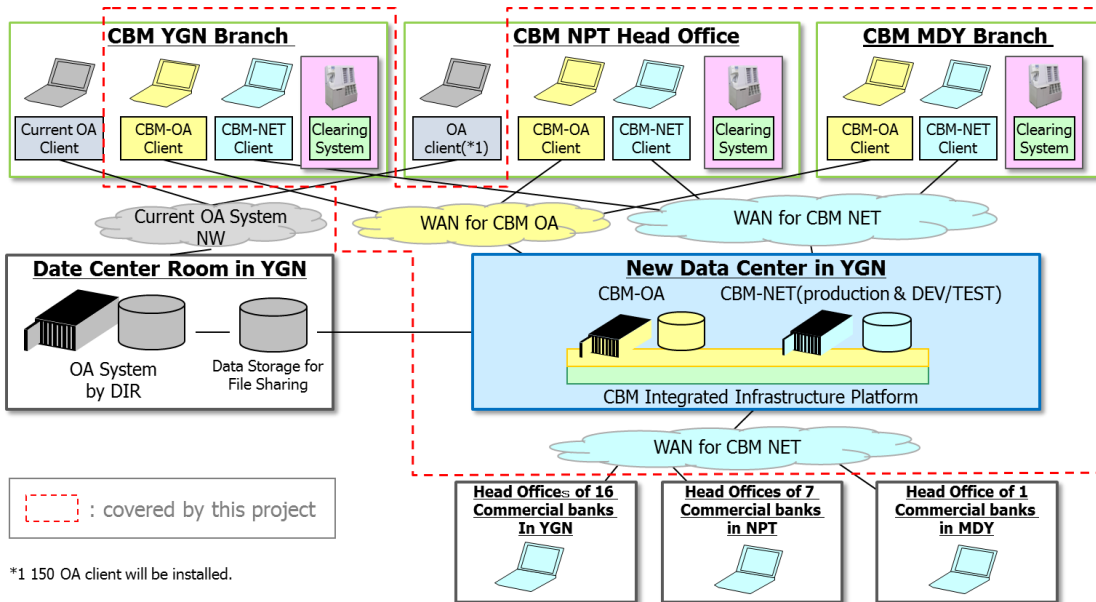 CBM YGN Branch
CBM NPT Head Office
CBM MDY Branch
Current OA
Client
CBM-OA
Client
CBM-NET
Client
Clearing
System
OA
client(*1)
CBM-OA
Client
CBM-NET
Client
Clearing
System
CBM-OA
Client
CBM-NET
Client
Clearing
System
Current OA System
NW
WAN for CBM OA
WAN for CBM NET
Date Center Room in YGN
OA System
by DIR
Data Storage for
File Sharing
New Data Center in YGN
CBM-OA
CBM-NET(production & DEV/TEST)
CBM Integrated Infrastructure Platform
WAN for CBM NET
Head Offices of 16
Commercial banks
In YGN
Head Offices of 7
Commercial banks
in NPT
Head Office of 1
Commercial banks
in MDY
: covered by this project
*1 150 OA client will be installed.